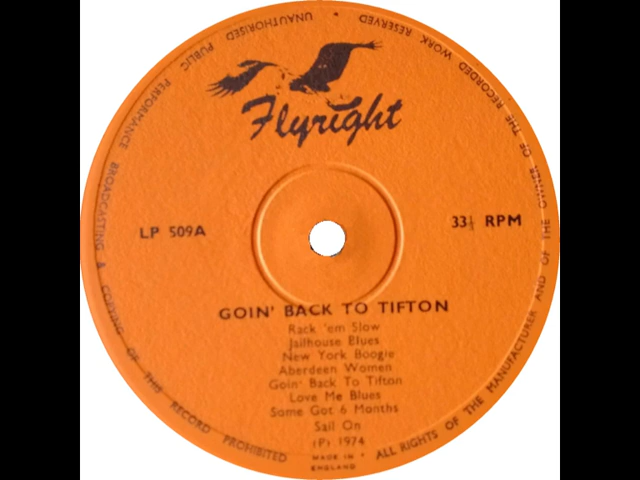 UNAUTHORISED PUBLIC PERFORMANCE BROADCASTING & COPYING OF THIS RECORD PROHIBITED • ALL RIGHTS OF THE MANUFACTURER AND OF THE OWNER OF THE RECORDED WORK RESERVED
Flyright
LP 509A
33⅓ RPM
GOIN' BACK TO TIFTON
Rack 'em Slow
Jailhouse Blues
New York Boogie
Aberdeen Women
Goin' Back To Tifton
Love Me Blues
Some Got 6 Months
Sail On
(P) 1974
MADE IN
ENGLAND